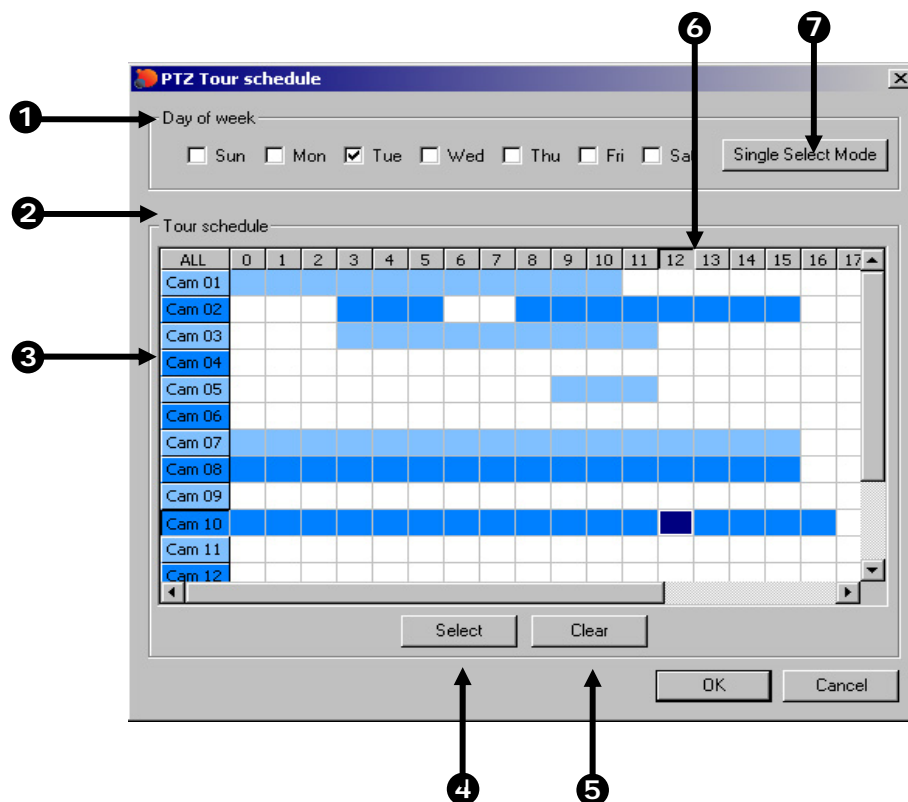 6 7
PTZ Tour schedule
1 Day of week
Sun Mon Tue Wed Thu Fri Sat Single Select Mode
2
Tour schedule
ALL 0 1 2 3 4 5 6 7 8 9 10 11 12 13 14 15 16 17
Cam 01
Cam 02
Cam 03
3
Cam 04
Cam 05
Cam 06
Cam 07
Cam 08
Cam 09
Cam 10
Cam 11
Cam 12
Select Clear
OK Cancel
4 5